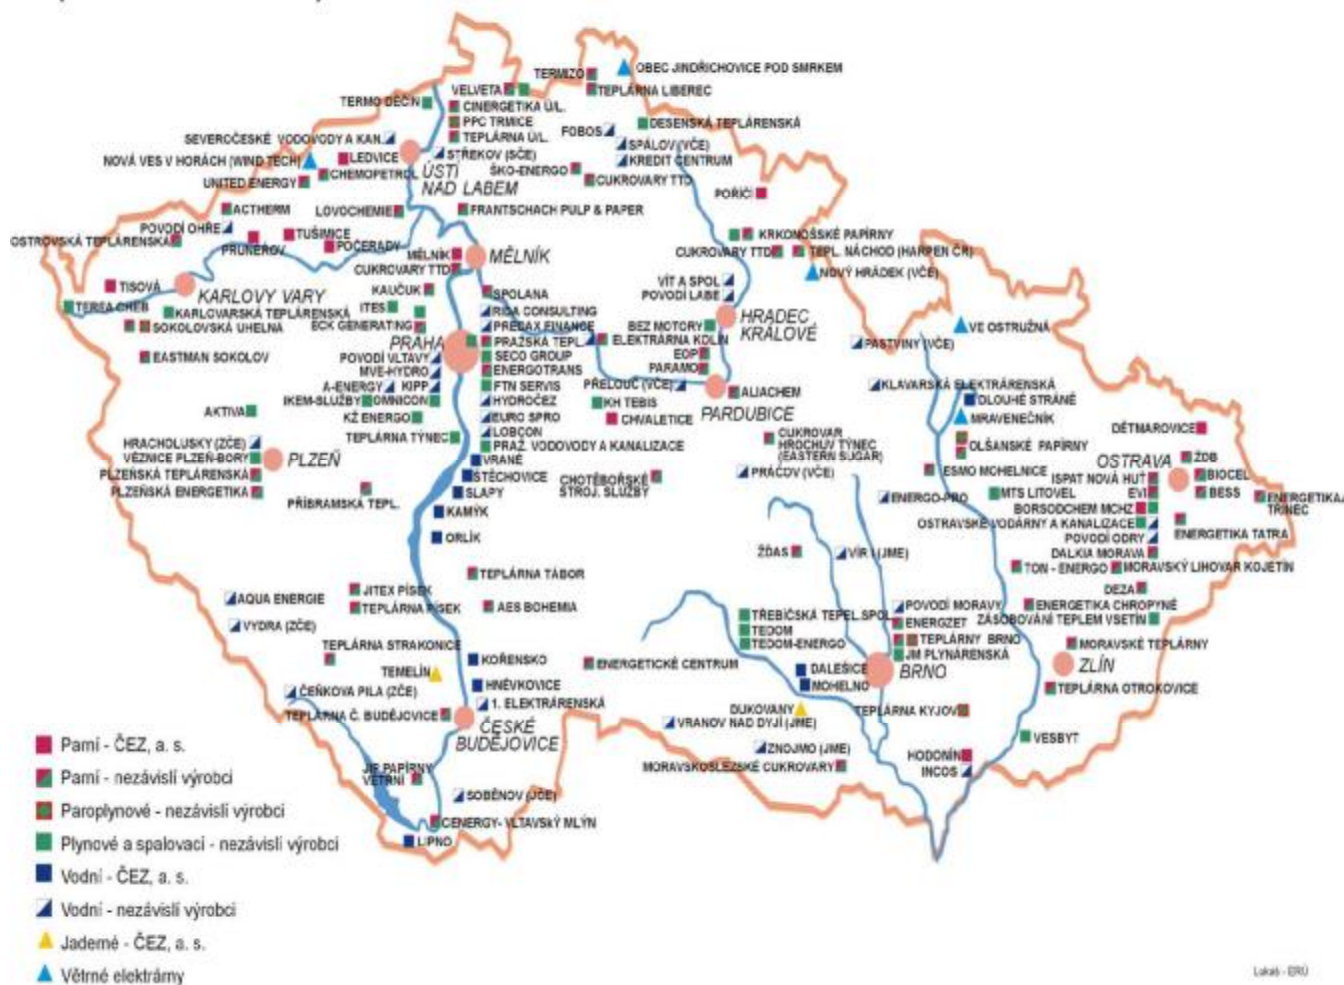 TERMIZO
OBEC JINDŘICHOVICE POD SMRKEM
VELVETA
TEPLÁRNA LIBEREC
TERMO DĚČÍN
CINERGETIKA Ú/L.
PPC TRMICE
DESENSKÁ TEPLÁRENSKÁ
SEVEROČESKÉ VODOVODY A KAN.
TEPLÁRNA Ú/L.
FOBOS
SPÁLOV (VČE)
NOVÁ VES V HORÁCH (WIND TECH)
LEDVICE
STŘEKOV (SČE)
KREDIT CENTRUM
CHEMOPETROL
ÚSTÍ
NAD LABEM
ŠKO-ENERGO
UNITED ENERGY
CUKROVARY TTD
POŘÍČÍ
ACTHERM
LOVOCHEMIE
FRANTSCHACH PULP & PAPER
POVODÍ OHŘE
OSTROVSKÁ TEPLÁRENSKÁ
TUŠIMICE
KRKONOŠSKÉ PAPÍRNY
PRUNÉŘOV
POČERADY
MĚLNÍK
MĚLNÍK
CUKROVARY TTD
TEPL. NÁCHOD (HARPEN ČR)
CUKROVARY TTD
NOVÝ HRÁDEK (VČE)
TISOVÁ
KARLOVY VARY
KAUČUK
SPOLANA
VÍT A SPOL
POVODÍ LABE
TEREA CHEB
KARLOVARSKÁ TEPLÁRENSKÁ
ITES
RIGA CONSULTING
HRADEC
KRÁLOVÉ
SOKOLOVSKÁ UHELNÁ
ECK GENERATING
PREDAX FINANCE
BEZ MOTORY
VE OSTRUŽNÁ
PRAHA
PRAŽSKÁ TEPL.
ELEKTRÁRNA KOLÍN
PASTVINY (VČE)
EASTMAN SOKOLOV
POVODÍ VLTAVY
SECO GROUP
EOP
MVE-HYDRO
ENERGOTRANS
PARAMO
A-ENERGY
KIPP
FTN SERVIS
PŘELOUČ (VČE)
ALIACHEM
KLAVARSKÁ ELEKTRÁRENSKÁ
IKEM-SLUŽBY
OMNICON
HYDROČEZ
KH TEBIS
PARDUBICE
DLOUHÉ STRÁNĚ
AKTIVA
KŽ ENERGO
EURO SPRO
CHVALETICE
MRAVENEČNÍK
LOBCON
DĚTMAROVICE
TEPLÁRNA TÝNEC
PRAŽ. VODOVODY A KANALIZACE
CUKROVAR
HROCHŮV TÝNEC
(EASTERN SUGAR)
OLŠANSKÉ PAPÍRNY
HRACHOLUSKY (ZČE)
VĚZNICE PLZEŇ-BORY
PLZEŇ
VRANÉ
ŽDB
OSTRAVA
PLZEŇSKÁ TEPLÁRENSKÁ
ŠTĚCHOVICE
CHOTĚBOŘSKÉ
STROJ. SLUŽBY
PRÁČOV (VČE)
ESMO MOHELNICE
ISPAT NOVÁ HUŤ
BIOCEL
PLZEŇSKÁ ENERGETIKA
SLAPY
ENERGO-PRO
MTS LITOVEL
EVI
BESS
ENERGETIKA
TŘINEC
PŘÍBRAMSKÁ TEPL.
KAMÝK
BORSODCHEM MCHZ
OSTRAVSKÉ VODÁRNY A KANALIZACE
ENERGETIKA TATRA
ORLÍK
POVODÍ ODRY
ŽĎAS
VÍR I (JME)
DALKIA MORAVA
TEPLÁRNA TÁBOR
TON - ENERGO
MORAVSKÝ LIHOVAR KOJETÍN
JITEX PÍSEK
DEZA
AQUA ENERGIE
TEPLÁRNA PÍSEK
AES BOHEMIA
POVODÍ MORAVY
ENERGETIKA CHROPYNĚ
VYDRA (ZČE)
TŘEBÍČSKÁ TEPEL.SPOL
ENERGZET
ZÁSOBOVÁNÍ TEPLEM VSETÍN
TEDOM
TEPLÁRNY BRNO
TEPLÁRNA STRAKONICE
TEDOM-ENERGO
JM PLYNÁRENSKÁ
MORAVSKÉ TEPLÁRNY
KOŘENSKO
ENERGETICKÉ CENTRUM
DALEŠICE
BRNO
ZLÍN
TEMELÍN
HNĚVKOVICE
MOHELNO
TEPLÁRNA OTROKOVICE
ČEŇKOVA PILA (ZČE)
1. ELEKTRÁRENSKÁ
DUKOVANY
TEPLÁRNA KYJOV
TEPLÁRNA Č. BUDĚJOVICE
ČESKÉ
BUDĚJOVICE
VRANOV NAD DYJÍ (JME)
VESBYT
ZNOJMO (JME)
HODONÍN
JIP PAPÍRNY
VĚTŘNÍ
MORAVSKOSLEZSKÉ CUKROVARY
INCOS
SOBĚNOV (JČE)
CENERGY- VLTAVSKÝ MLÝN
LIPNO
Parní - ČEZ, a. s.
Parní - nezávislí výrobci
Paroplynové - nezávislí výrobci
Plynové a spalovací - nezávislí výrobci
Vodní - ČEZ, a. s.
Vodní - nezávislí výrobci
Jaderné - ČEZ, a. s.
Větrné elektrárny
Lukáš - ERÚ